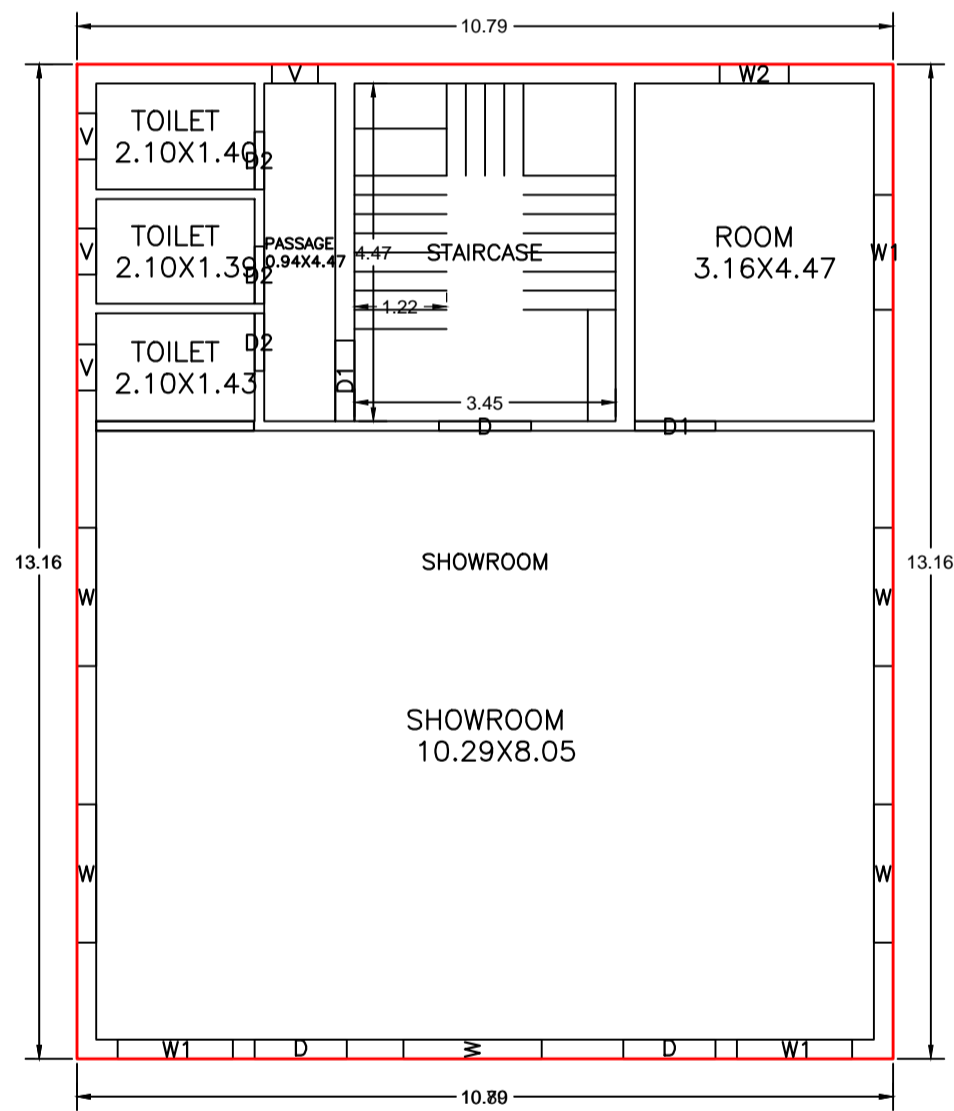 10.79
V
W2
TOILET
2.10X1.40
V
D2
TOILET
2.10X1.39
V
D2
PASSAGE
0.94X4.47
4.47
STAIRCASE
1.22
ROOM
3.16X4.47
W1
TOILET
2.10X1.43
V
D2
D1
3.45
D
D1
13.16
SHOWROOM
13.16
W
W
SHOWROOM
10.29X8.05
W
W
W1
D
W
D
W1